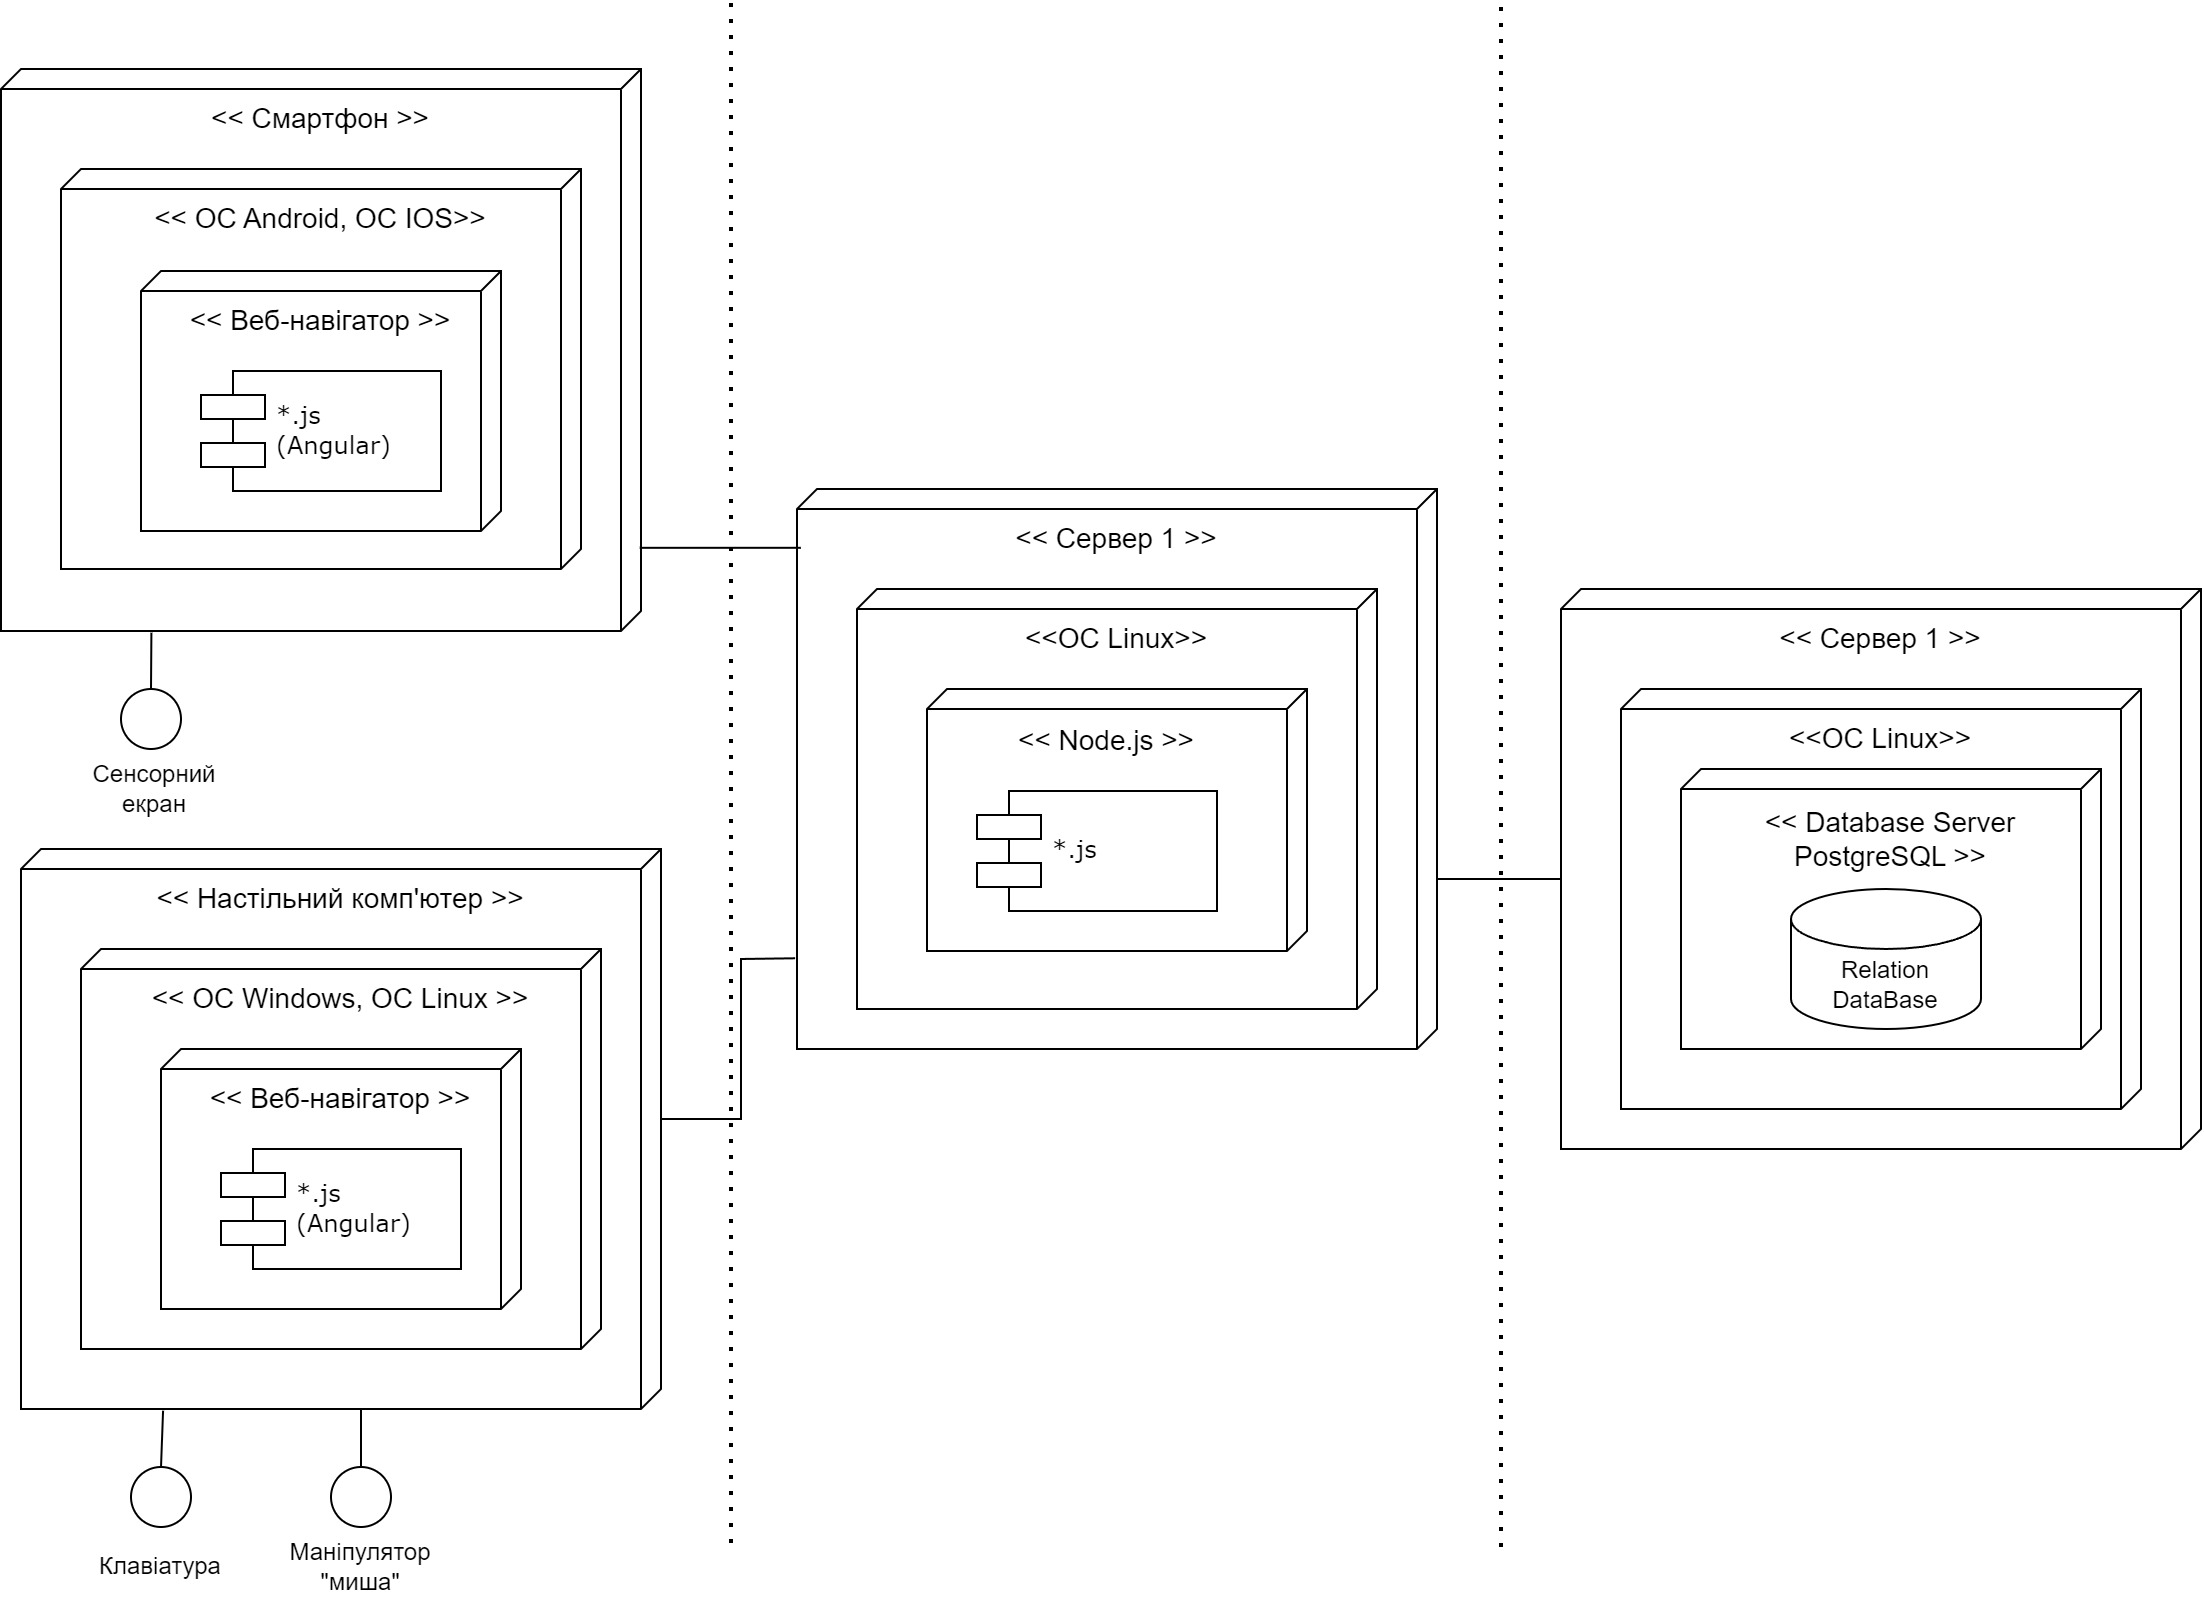 << Смартфон >>
<< ОС Android, ОС IOS>>
<< Веб-навігатор >>
*.js
(Angular)
Сенсорний
екран
<< Настільний комп'ютер >>
<< ОС Windows, ОС Linux >>
<< Веб-навігатор >>
*.js
(Angular)
Клавіатура
Маніпулятор
"миша"
<< Сервер 1 >>
<<ОС Linux>>
<< Node.js >>
*.js
<< Сервер 1 >>
<<ОС Linux>>
<< Database Server
PostgreSQL >>
Relation
DataBase